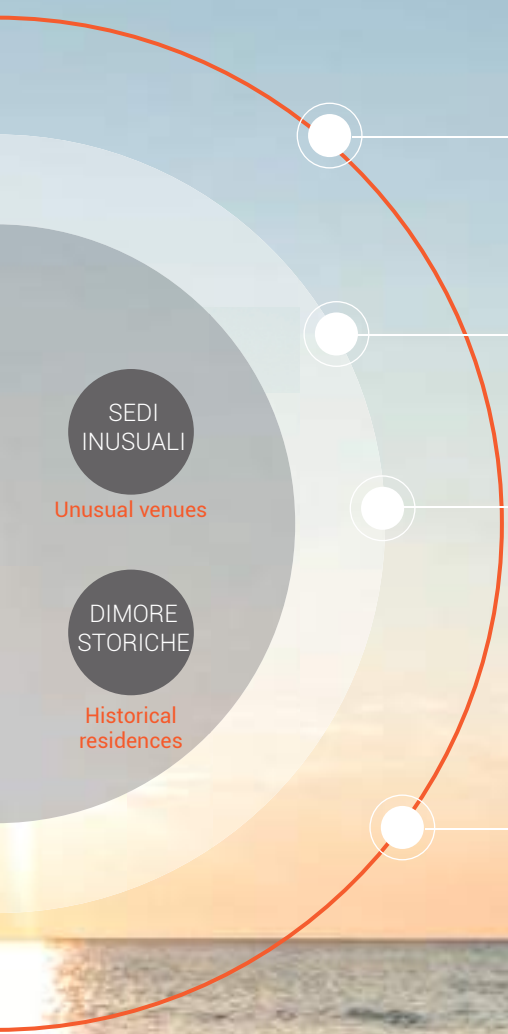 SEDI
INUSUALI
Unusual venues
DIMORE
STORICHE
Historical
residences